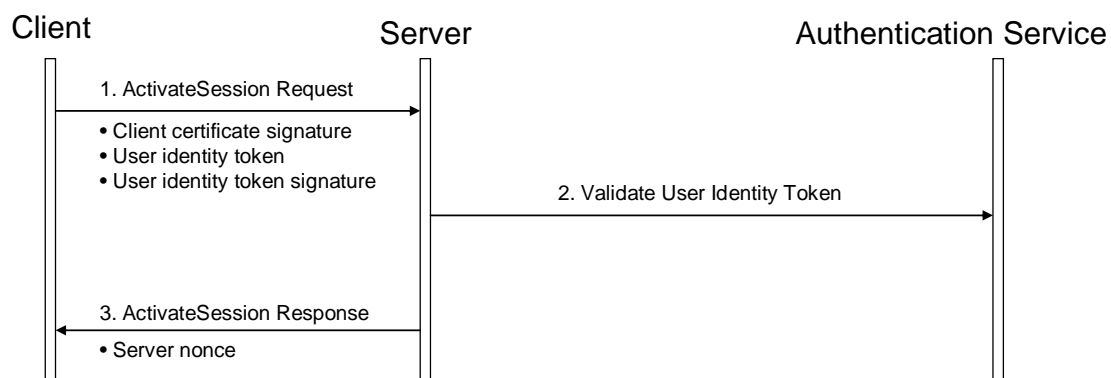 Client
Server
Authentication Service
1. ActivateSession Request
• Client certificate signature
• User identity token
• User identity token signature
2. Validate User Identity Token
3. ActivateSession Response
• Server nonce